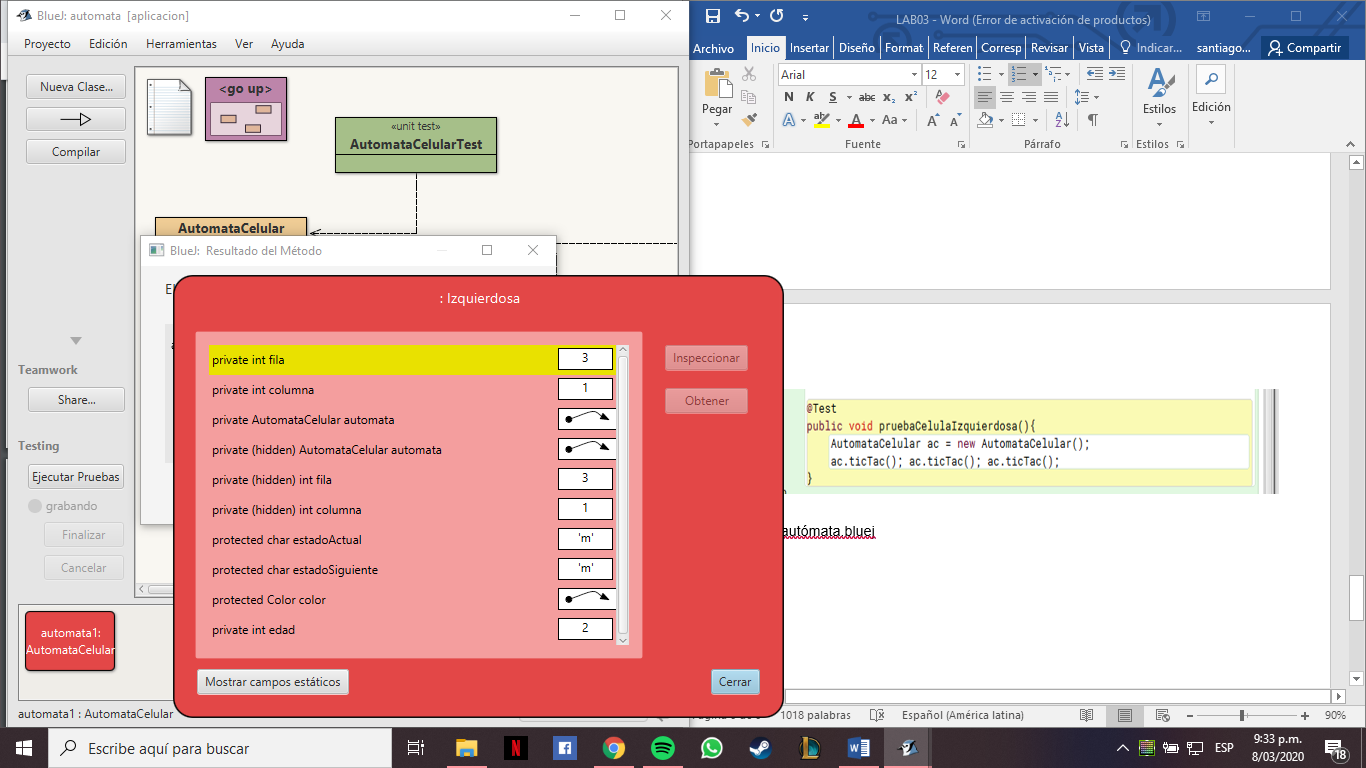 BlueJ: automata [aplicacion]
Proyecto Edición Herramientas Ver Ayuda
Nueva Clase...
Compilar
<go up>
«unit test»
AutomataCelularTest
AutomataCelular
BlueJ: Resultado del Método
: Izquierdosa
private int fila 3
private int columna 1
private AutomataCelular automata
private (hidden) AutomataCelular automata
private (hidden) int fila 3
private (hidden) int columna 1
protected char estadoActual 'm'
protected char estadoSiguiente 'm'
protected Color color
private int edad 2
Inspeccionar
Obtener
Mostrar campos estáticos
Cerrar
Teamwork
Share...
Testing
Ejecutar Pruebas
grabando
Finalizar
Cancelar
automata1:
AutomataCelular
automata1 : AutomataCelular
LAB03 - Word (Error de activación de productos)
Archivo Inicio Insertar Diseño Format Referen Corresp Revisar Vista Indicar... santiago... Compartir
Pegar
Arial 12
N K S abc x₂ x²
A A Aa A A
Estilos
Edición
Portapapeles Fuente Párrafo Estilos
@Test
public void pruebaCelulaIzquierdosa(){
AutomataCelular ac = new AutomataCelular();
ac.ticTac(); ac.ticTac(); ac.ticTac();
}
autómata.bluej
1018 palabras Español (América latina) 90%
Escribe aquí para buscar
ESP
9:33 p.m.
8/03/2020
18